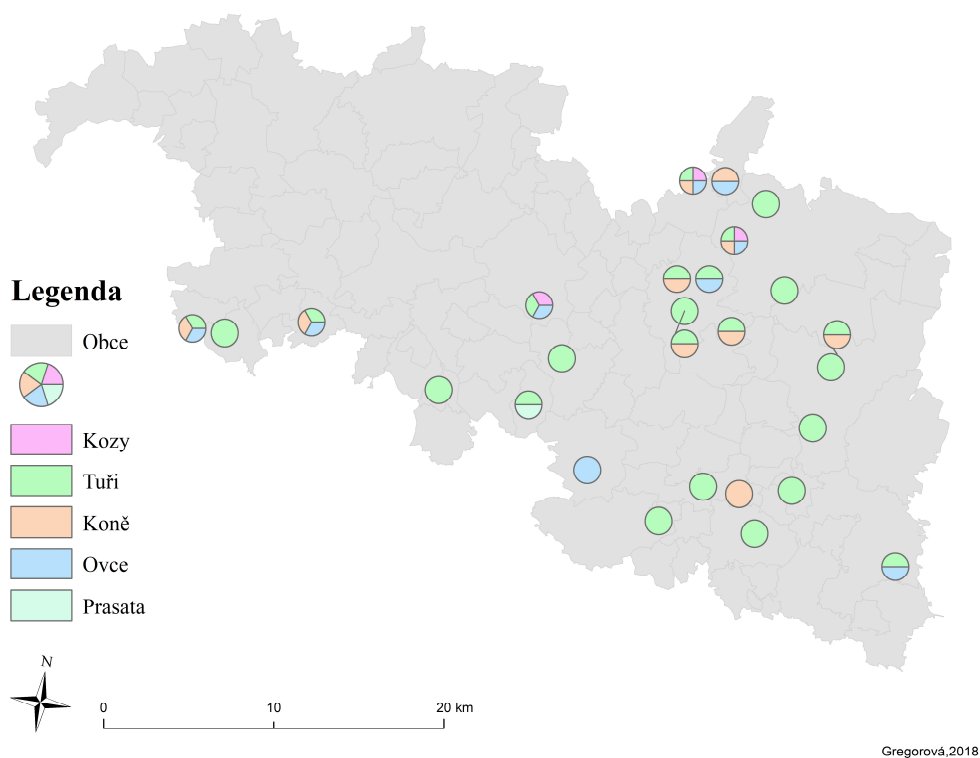 Legenda
Obce
Kozy
Tuři
Koně
Ovce
Prasata
N
0 10 20 km
Gregorová,2018